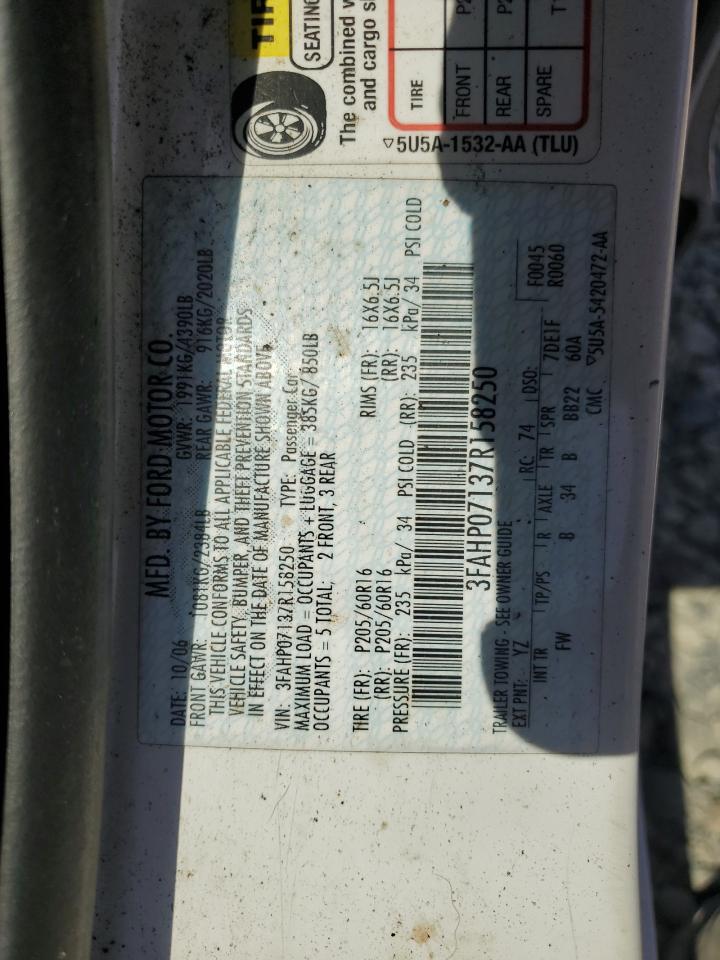 MFD. BY FORD MOTOR CO.
DATE: 10/06 GVWR: 1991KG/4390LB
FRONT GAWR: 1081KG/2384LB REAR GAWR: 916KG/2020LB
THIS VEHICLE CONFORMS TO ALL APPLICABLE FEDERAL MOTOR
VEHICLE SAFETY, BUMPER, AND THEFT PREVENTION STANDARDS
IN EFFECT ON THE DATE OF MANUFACTURE SHOWN ABOVE.
VIN: 3FAHP07137R158250 TYPE: Passenger Car
MAXIMUM LOAD = OCCUPANTS + LUGGAGE = 385KG/ 850LB
OCCUPANTS = 5 TOTAL; 2 FRONT, 3 REAR
TIRE (FR): P205/60R16 RIMS (FR): 16X6.5J
(RR): P205/60R16 (RR): 16X6.5J
PRESSURE (FR): 235 kPa/ 34 PSI COLD (RR): 235 kPa/ 34 PSI COLD
3FAHP07137R158250
TRAILER TOWING - SEE OWNER GUIDE
EXT PNT: YZ RC: 74 DSO: F0045
R0060
INT TR TP/PS R AXLE TR SPR 7DE1F
FW B 34 B BB22 60A
CMC ▽5U5A-5420472-AA
TIR
SEATING
The combined w
and cargo s
TIRE
FRONT P2
REAR P2
SPARE T1
▽5U5A-1532-AA (TLU)